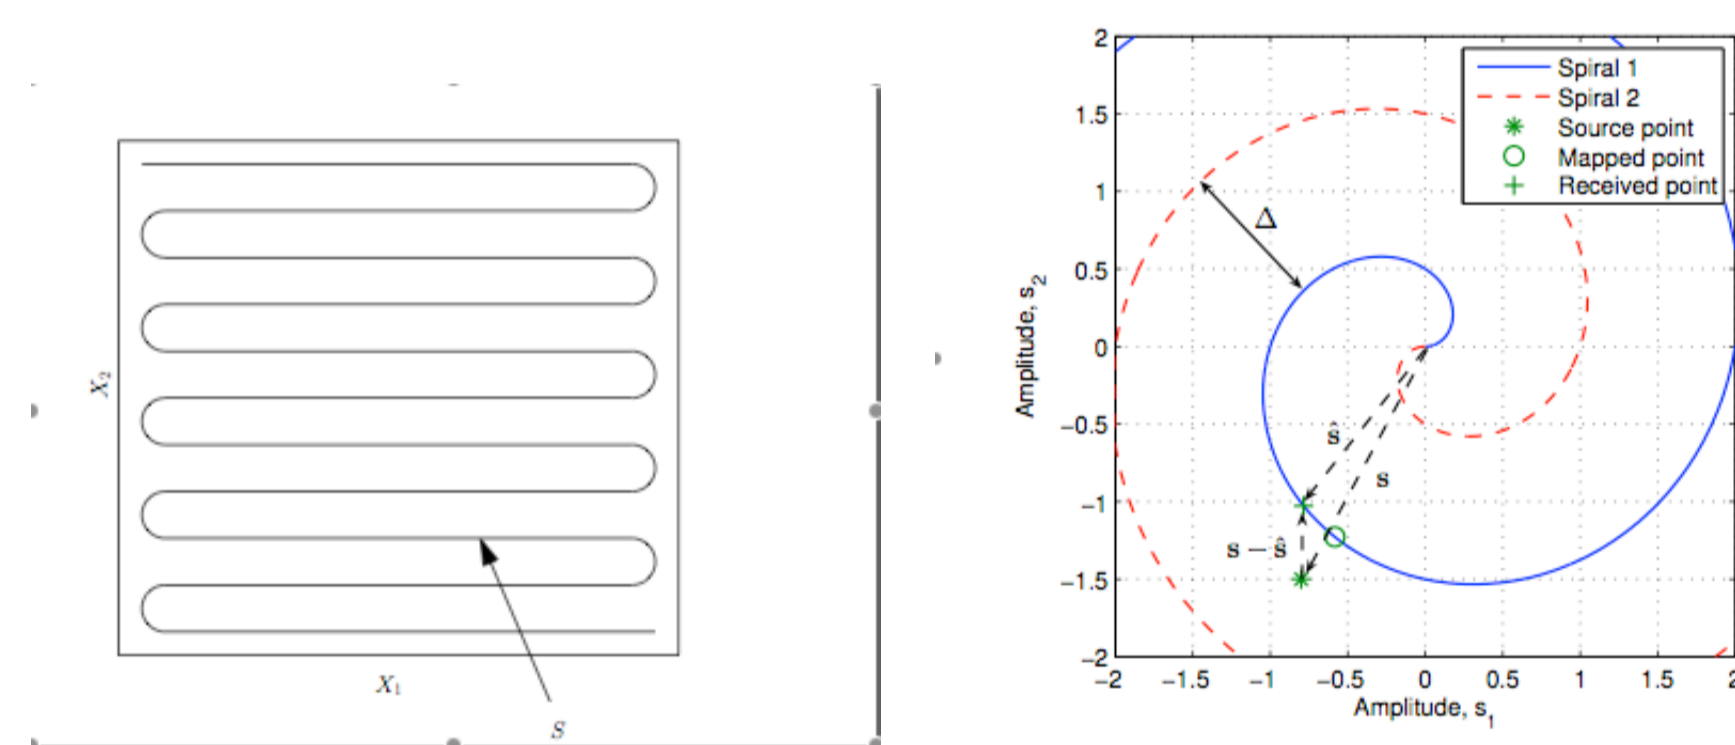 X₂
X₁
S
Spiral 1
Spiral 2
Source point
Mapped point
Received point
2
1.5
1
0.5
0
−0.5
−1
−1.5
−2
Amplitude, s₂
Δ
ŝ
s
s − ŝ
−2 −1.5 −1 −0.5 0 0.5 1 1.5 2
Amplitude, s₁